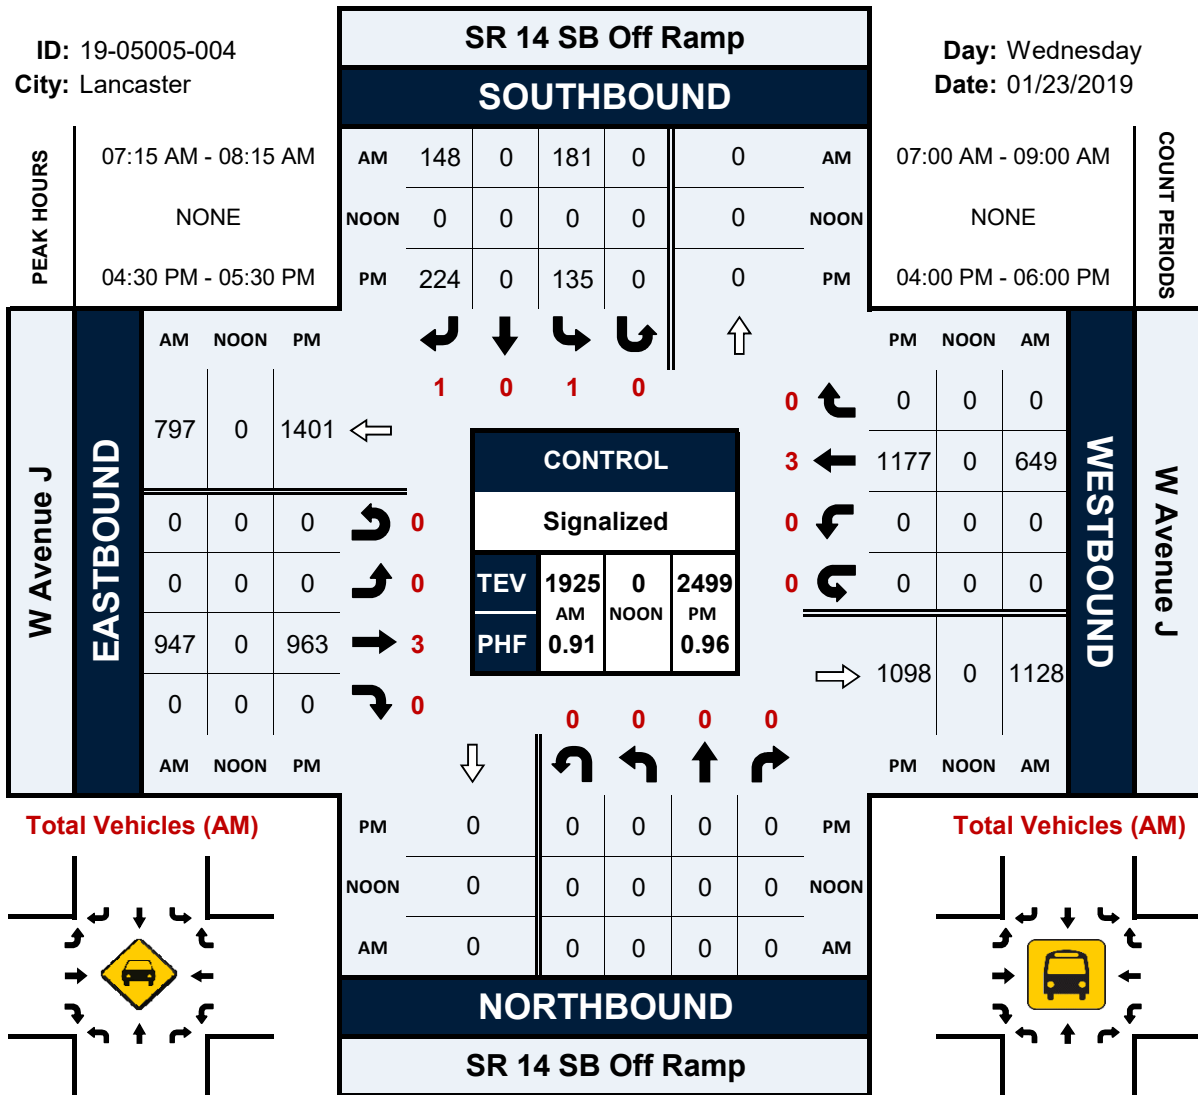 SR 14 SB Off Ramp
ID: 19-05005-004
Day: Wednesday
City: Lancaster
Date: 01/23/2019
SOUTHBOUND
PEAK HOURS
07:15 AM - 08:15 AM
AM 148 0 181 0 0 AM
07:00 AM - 09:00 AM
COUNT PERIODS
NONE
NOON 0 0 0 0 0 NOON
NONE
04:30 PM - 05:30 PM
PM 224 0 135 0 0 PM
04:00 PM - 06:00 PM
W Avenue J
EASTBOUND
AM NOON PM
PM NOON AM
WESTBOUND
W Avenue J
1 0 1 0
0 0 0 0
797 0 1401
CONTROL
3 1177 0 649
0 0 0 0
Signalized
0 0 0 0
0 0 0 0
TEV 1925 0 2499
0 0 0 0
AM NOON PM
947 0 963 3
PHF 0.91 0.96
1098 0 1128
0 0 0 0
0 0 0 0
AM NOON PM
PM NOON AM
Total Vehicles (AM)
PM 0 0 0 0 0 PM
Total Vehicles (AM)
NOON 0 0 0 0 0 NOON
AM 0 0 0 0 0 AM
NORTHBOUND
SR 14 SB Off Ramp